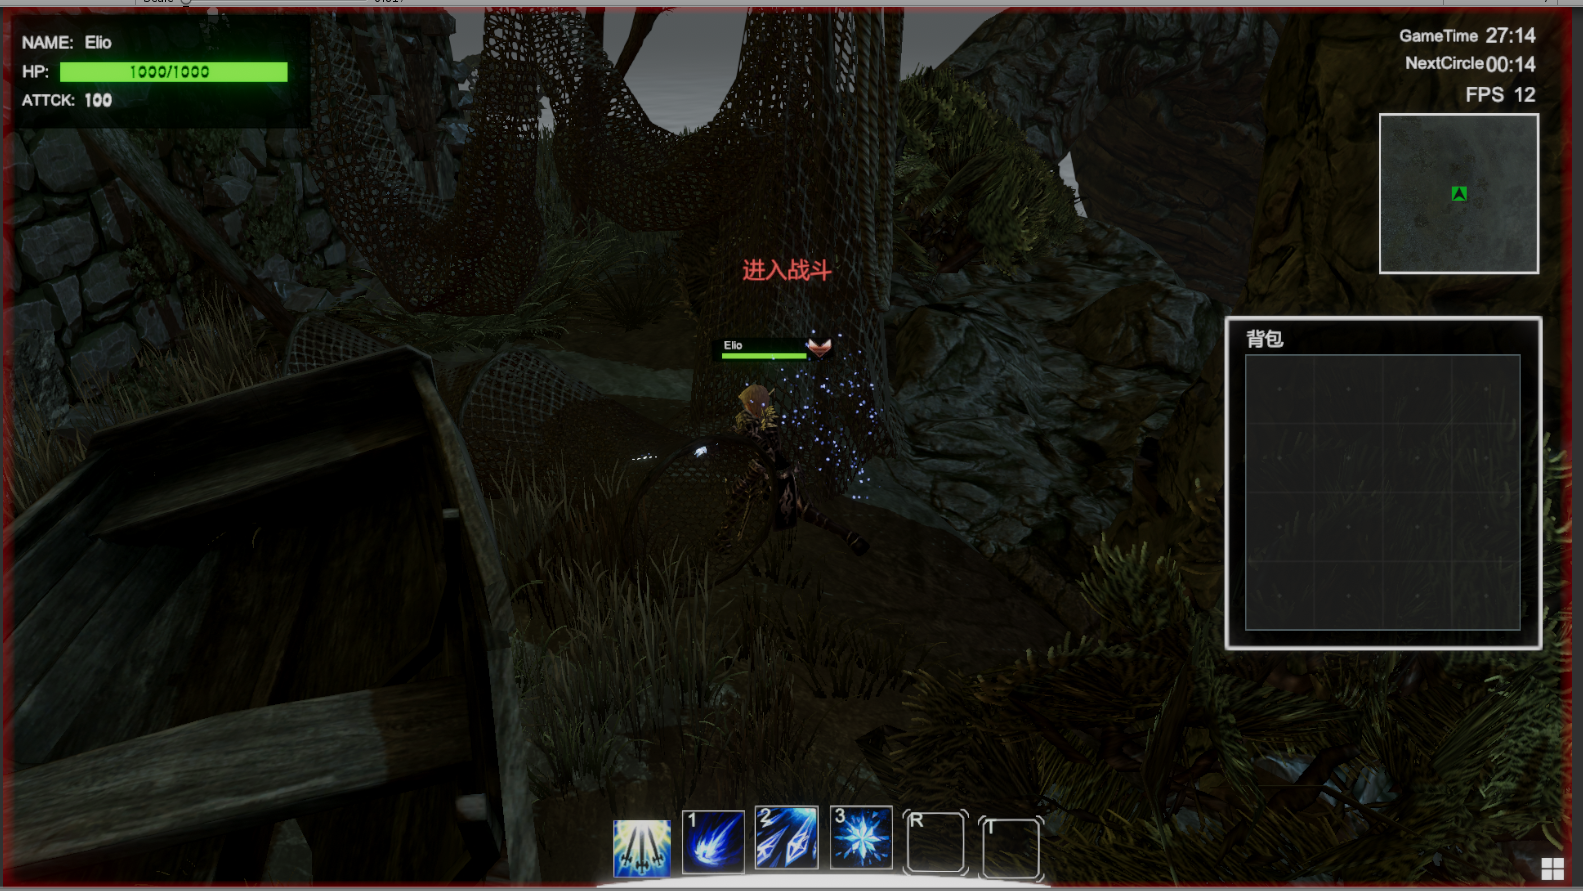 NAME: Elio
HP: 1000/1000
ATTCK: 100
GameTime 27:14
NextCircle 00:14
FPS 12
进入战斗
Elio
背包
1
2
3
R
T